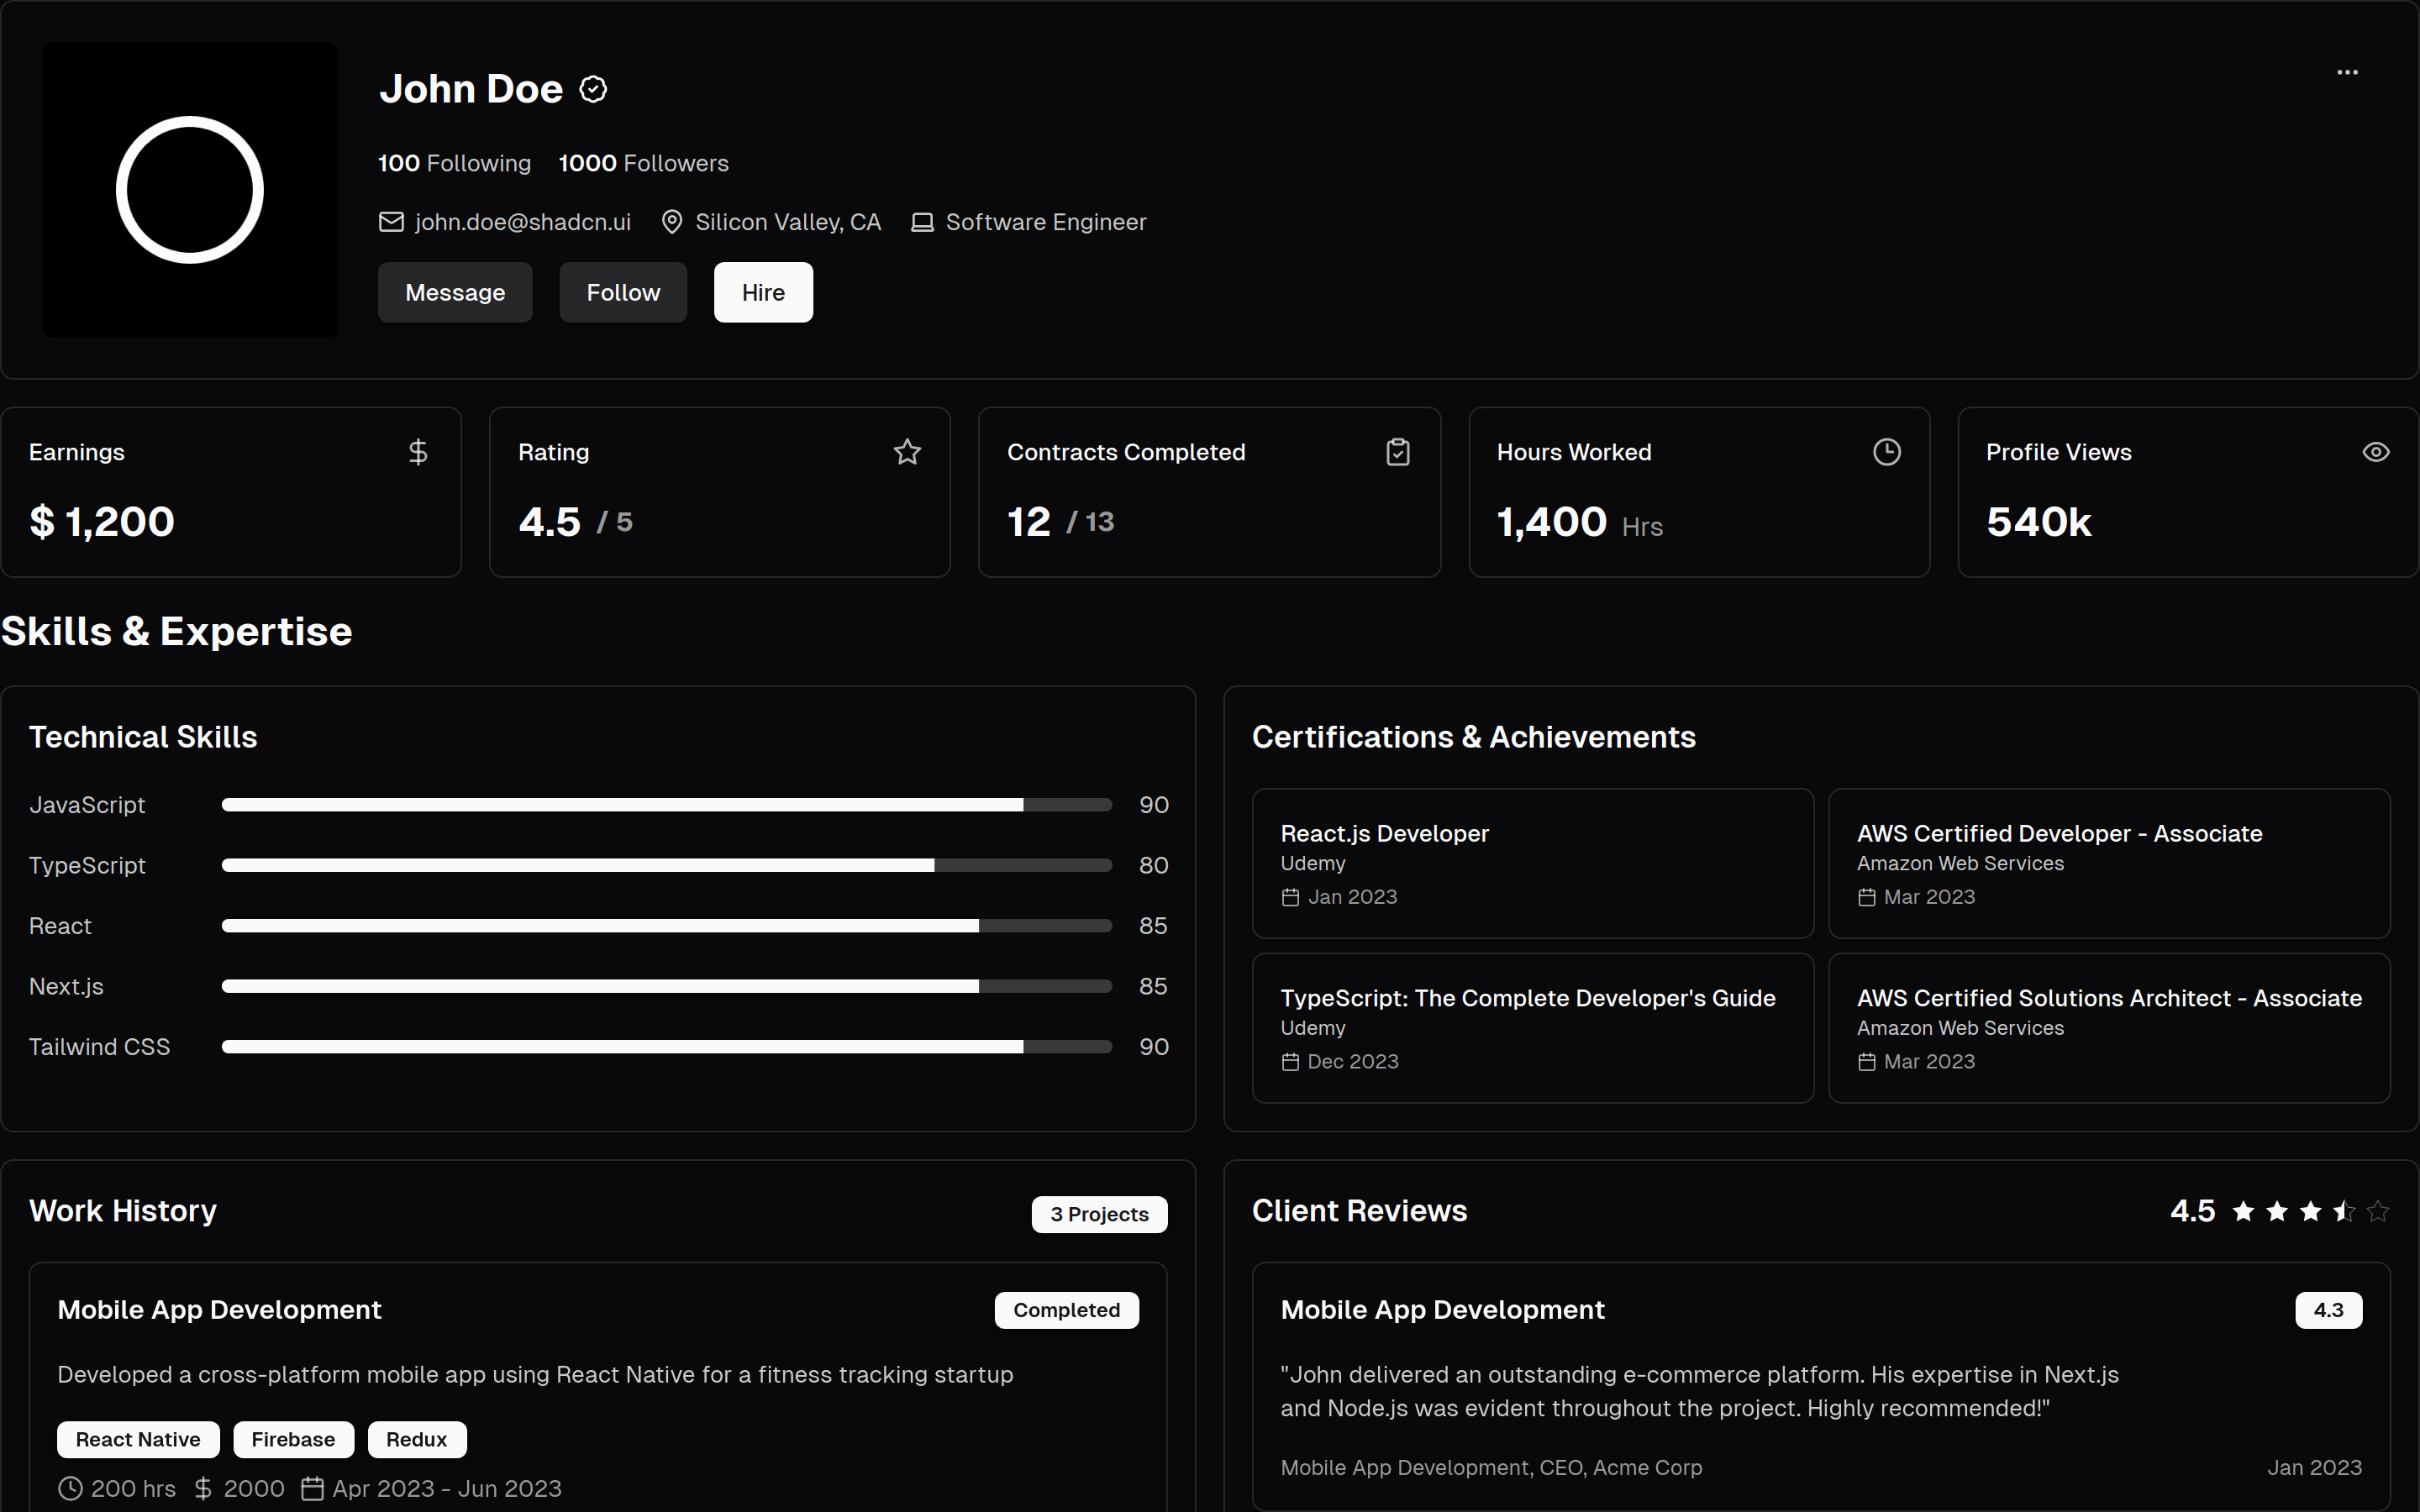 John Doe
100 Following 1000 Followers
john.doe@shadcn.ui Silicon Valley, CA Software Engineer
Message Follow Hire
Earnings
$ 1,200
Rating
4.5 / 5
Contracts Completed
12 / 13
Hours Worked
1,400 Hrs
Profile Views
540k
Skills & Expertise
Technical Skills
JavaScript 90
TypeScript 80
React 85
Next.js 85
Tailwind CSS 90
Certifications & Achievements
React.js Developer
Udemy
Jan 2023
AWS Certified Developer - Associate
Amazon Web Services
Mar 2023
TypeScript: The Complete Developer's Guide
Udemy
Dec 2023
AWS Certified Solutions Architect - Associate
Amazon Web Services
Mar 2023
Work History 3 Projects
Mobile App Development Completed
Developed a cross-platform mobile app using React Native for a fitness tracking startup
React Native Firebase Redux
200 hrs $ 2000 Apr 2023 - Jun 2023
Client Reviews 4.5
Mobile App Development 4.3
"John delivered an outstanding e-commerce platform. His expertise in Next.js
and Node.js was evident throughout the project. Highly recommended!"
Mobile App Development, CEO, Acme Corp Jan 2023